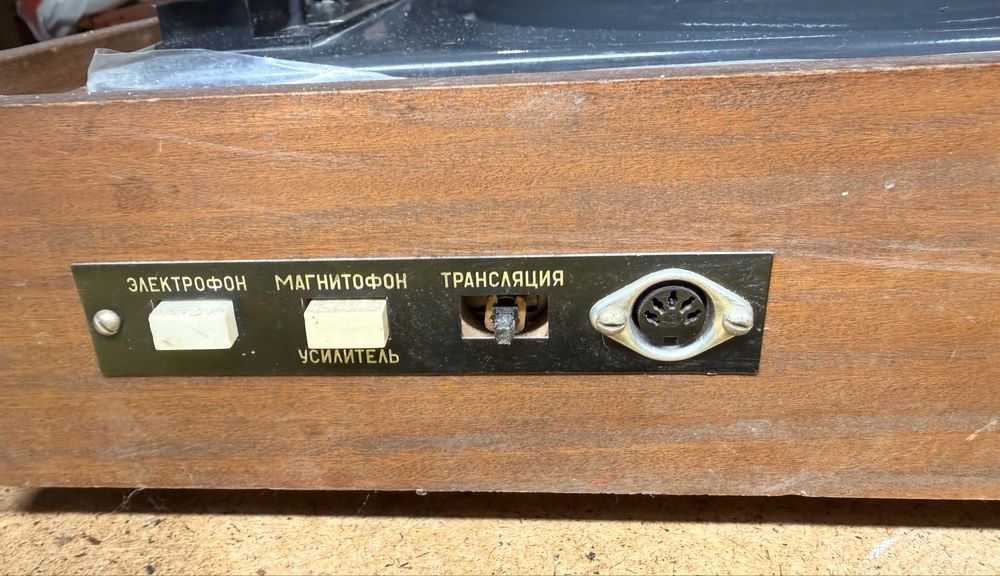 ЭЛЕКТРОФОН
МАГНИТОФОН
УСИЛИТЕЛЬ
ТРАНСЛЯЦИЯ